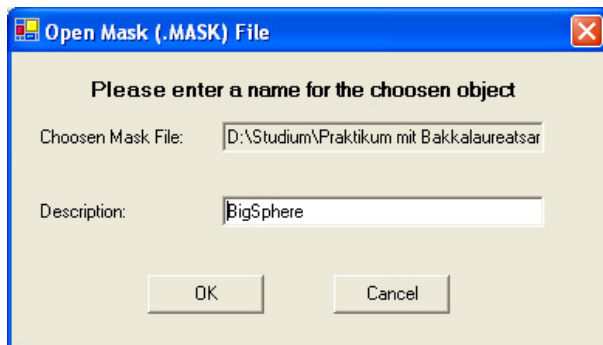 Open Mask (.MASK) File
Please enter a name for the choosen object
Choosen Mask File: D:\Studium\Praktikum mit Bakkalaureatsar
Description: BigSphere
OK Cancel